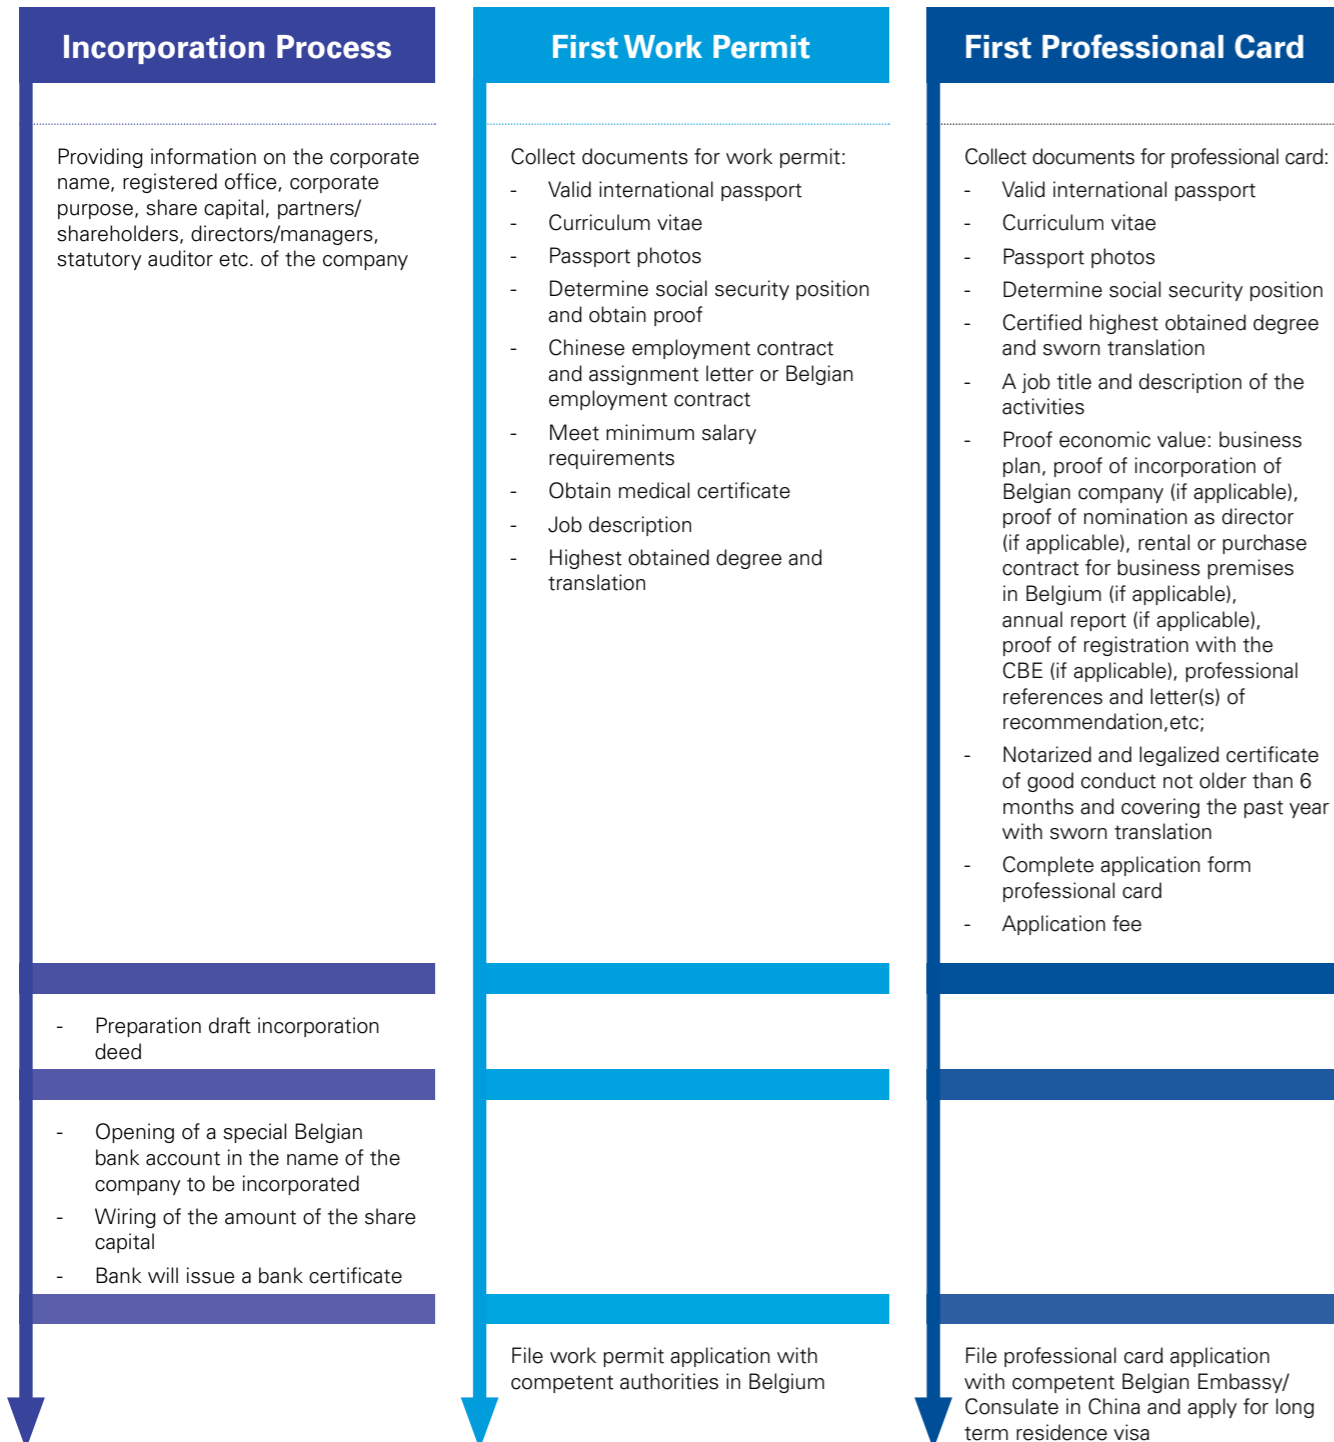 Incorporation Process
Providing information on the corporate
name, registered office, corporate
purpose, share capital, partners/
shareholders, directors/managers,
statutory auditor etc. of the company
- Preparation draft incorporation
deed
- Opening of a special Belgian
bank account in the name of the
company to be incorporated
- Wiring of the amount of the share
capital
- Bank will issue a bank certificate
First Work Permit
Collect documents for work permit:
- Valid international passport
- Curriculum vitae
- Passport photos
- Determine social security position
and obtain proof
- Chinese employment contract
and assignment letter or Belgian
employment contract
- Meet minimum salary
requirements
- Obtain medical certificate
- Job description
- Highest obtained degree and
translation
File work permit application with
competent authorities in Belgium
First Professional Card
Collect documents for professional card:
- Valid international passport
- Curriculum vitae
- Passport photos
- Determine social security position
- Certified highest obtained degree
and sworn translation
- A job title and description of the
activities
- Proof economic value: business
plan, proof of incorporation of
Belgian company (if applicable),
proof of nomination as director
(if applicable), rental or purchase
contract for business premises
in Belgium (if applicable),
annual report (if applicable),
proof of registration with the
CBE (if applicable), professional
references and letter(s) of
recommendation,etc;
- Notarized and legalized certificate
of good conduct not older than 6
months and covering the past year
with sworn translation
- Complete application form
professional card
- Application fee
File professional card application
with competent Belgian Embassy/
Consulate in China and apply for long
term residence visa